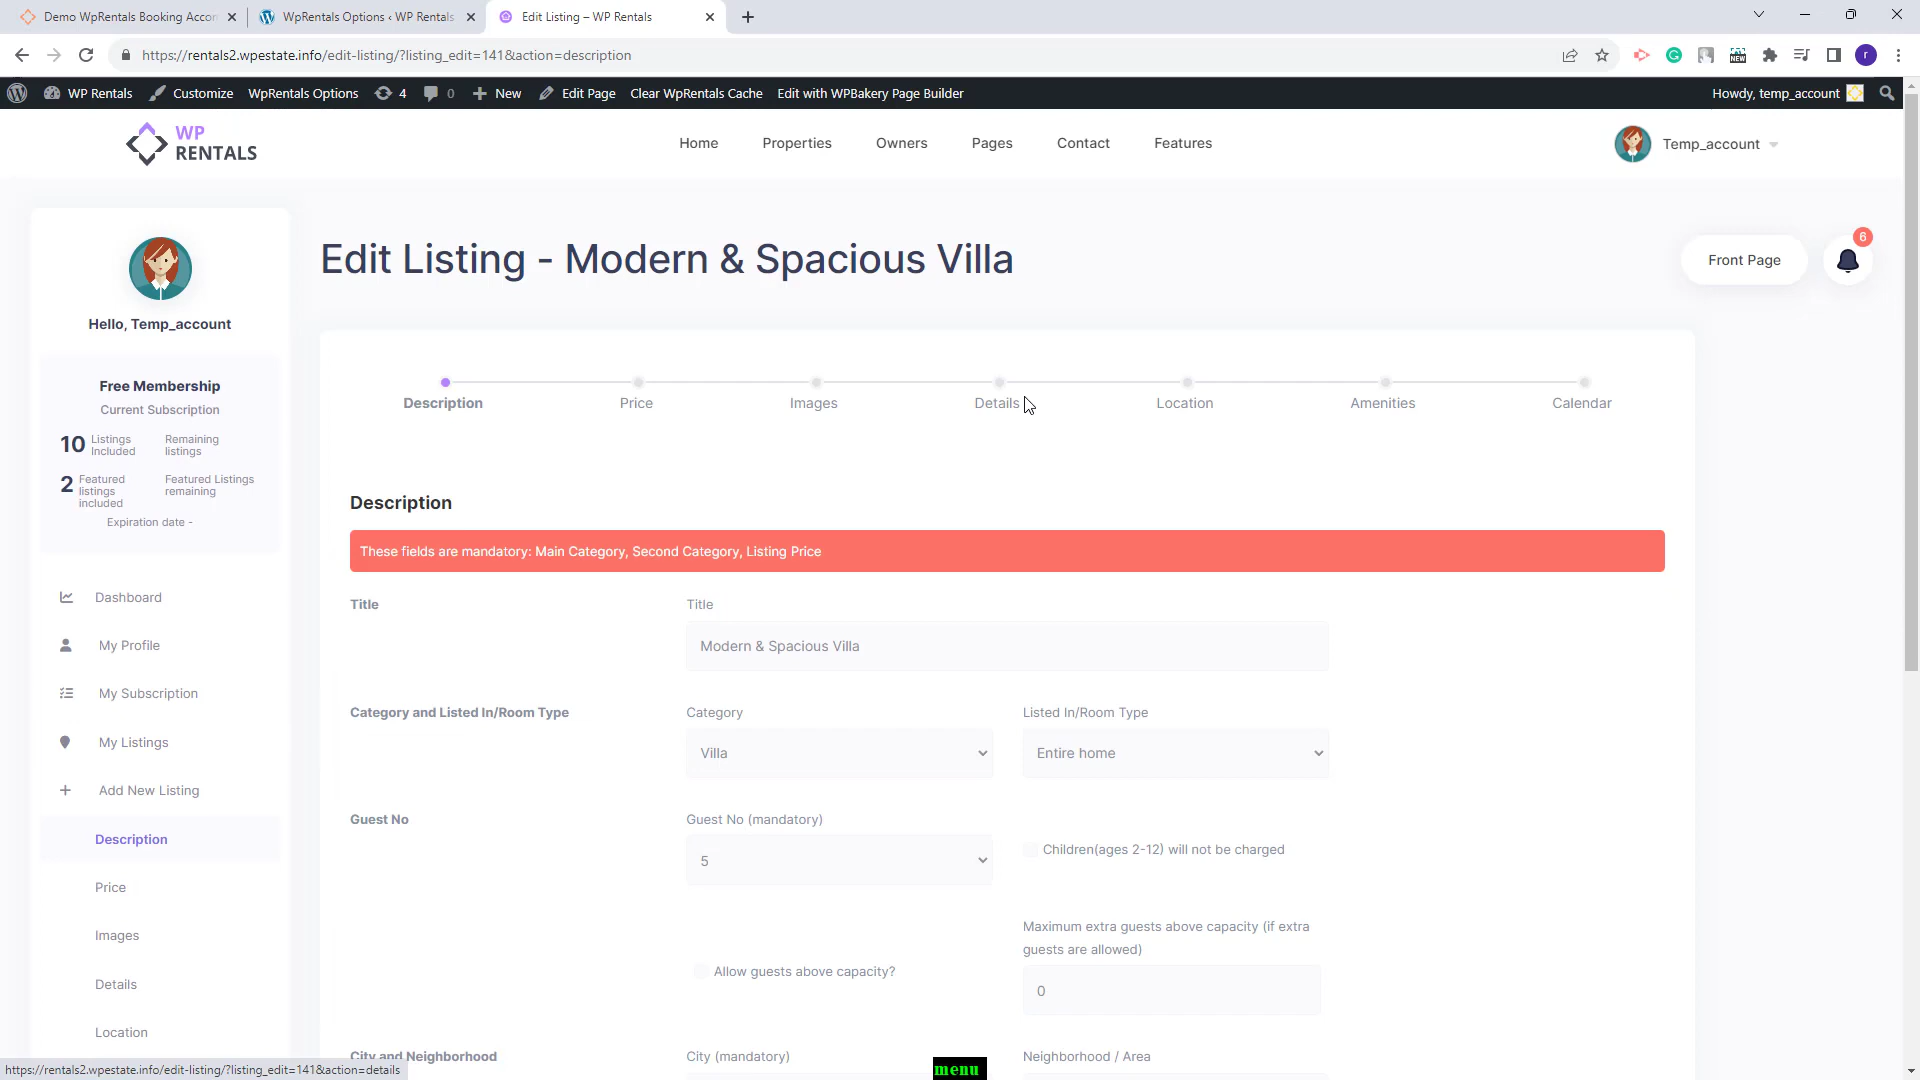 Demo WpRentals Booking Accon
WpRentals Options ‹ WP Rentals
Edit Listing – WP Rentals
https://rentals2.wpestate.info/edit-listing/?listing_edit=141&action=description
NEW
r
WP Rentals
Customize
WpRentals Options
4
0
New
Edit Page
Clear WpRentals Cache
Edit with WPBakery Page Builder
Howdy, temp_account
WP
RENTALS
Home
Properties
Owners
Pages
Contact
Features
Temp_account
Hello, Temp_account
Free Membership
Current Subscription
10
Listings
Included
Remaining
listings
2
Featured
listings
included
Featured Listings
remaining
Expiration date -
Dashboard
My Profile
My Subscription
My Listings
Add New Listing
Description
Price
Images
Details
Location
Edit Listing - Modern & Spacious Villa
Front Page
6
Description
Price
Images
Details
Location
Amenities
Calendar
Description
These fields are mandatory: Main Category, Second Category, Listing Price
Title
Title
Modern & Spacious Villa
Category and Listed In/Room Type
Category
Listed In/Room Type
Villa
Entire home
Guest No
Guest No (mandatory)
5
Children(ages 2-12) will not be charged
Allow guests above capacity?
Maximum extra guests above capacity (if extra
guests are allowed)
0
City and Neighborhood
City (mandatory)
Neighborhood / Area
https://rentals2.wpestate.info/edit-listing/?listing_edit=141&action=details
menu